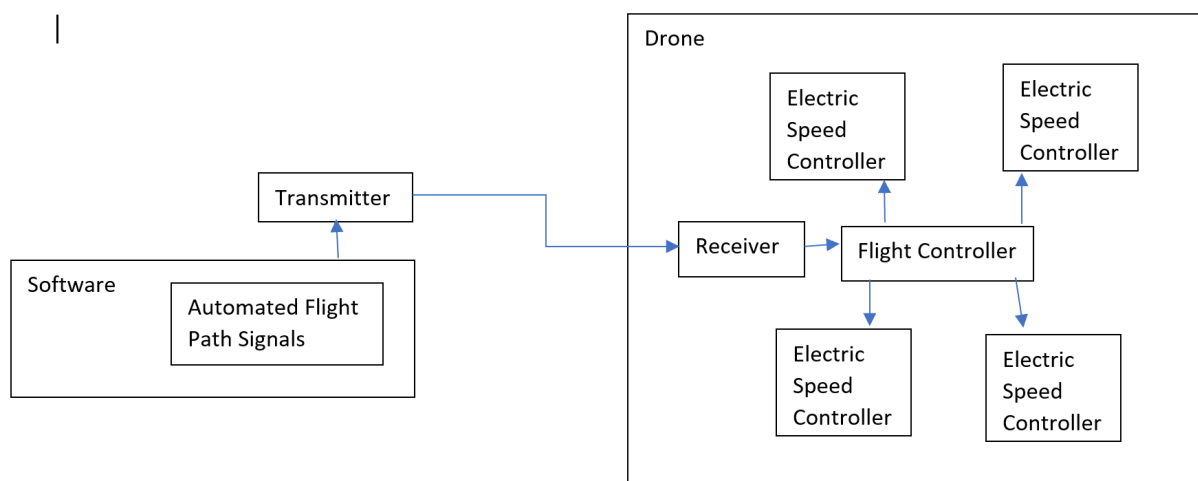 Drone
Electric
Speed
Controller
Electric
Speed
Controller
Transmitter
Receiver
Flight Controller
Software
Automated Flight
Path Signals
Electric
Speed
Controller
Electric
Speed
Controller